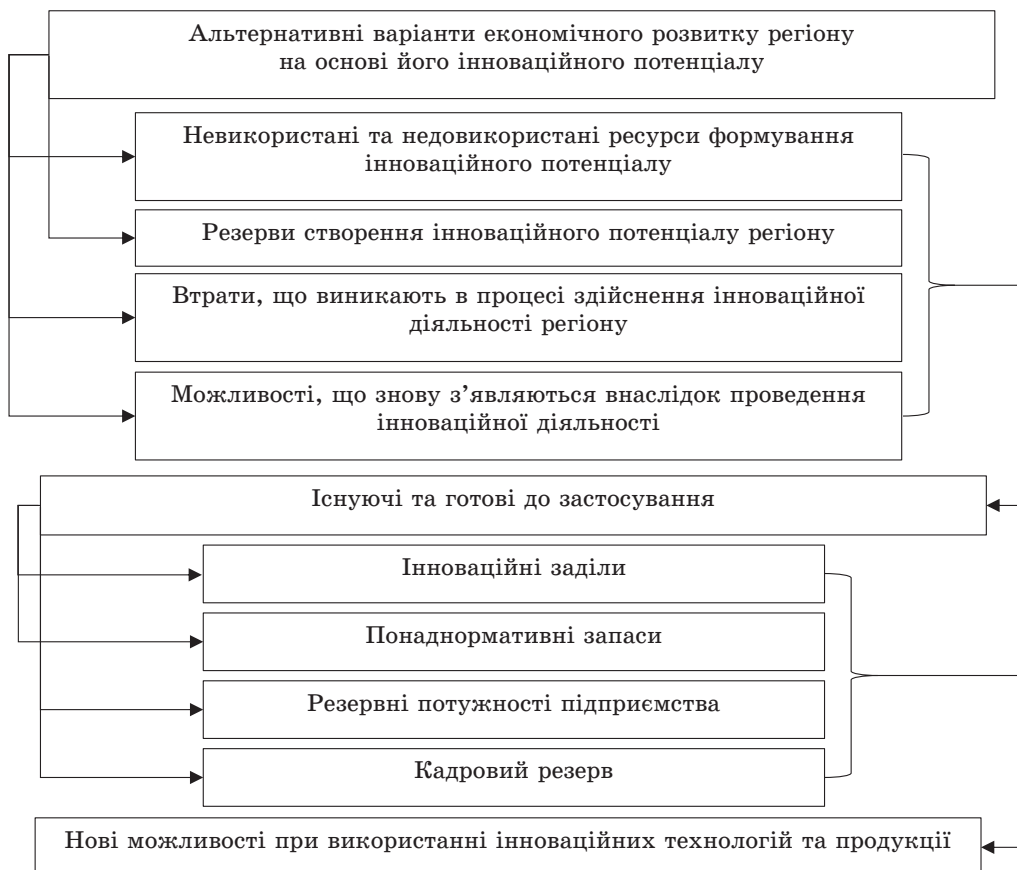 Альтернативні варіанти економічного розвитку регіону
на основі його інноваційного потенціалу
Невикористані та недовикористані ресурси формування
інноваційного потенціалу
Резерви створення інноваційного потенціалу регіону
Втрати, що виникають в процесі здійснення інноваційної
діяльності регіону
Можливості, що знову з’являються внаслідок проведення
інноваційної діяльності
Існуючі та готові до застосування
Інноваційні заділи
Понаднормативні запаси
Резервні потужності підприємства
Кадровий резерв
Нові можливості при використанні інноваційних технологій та продукції